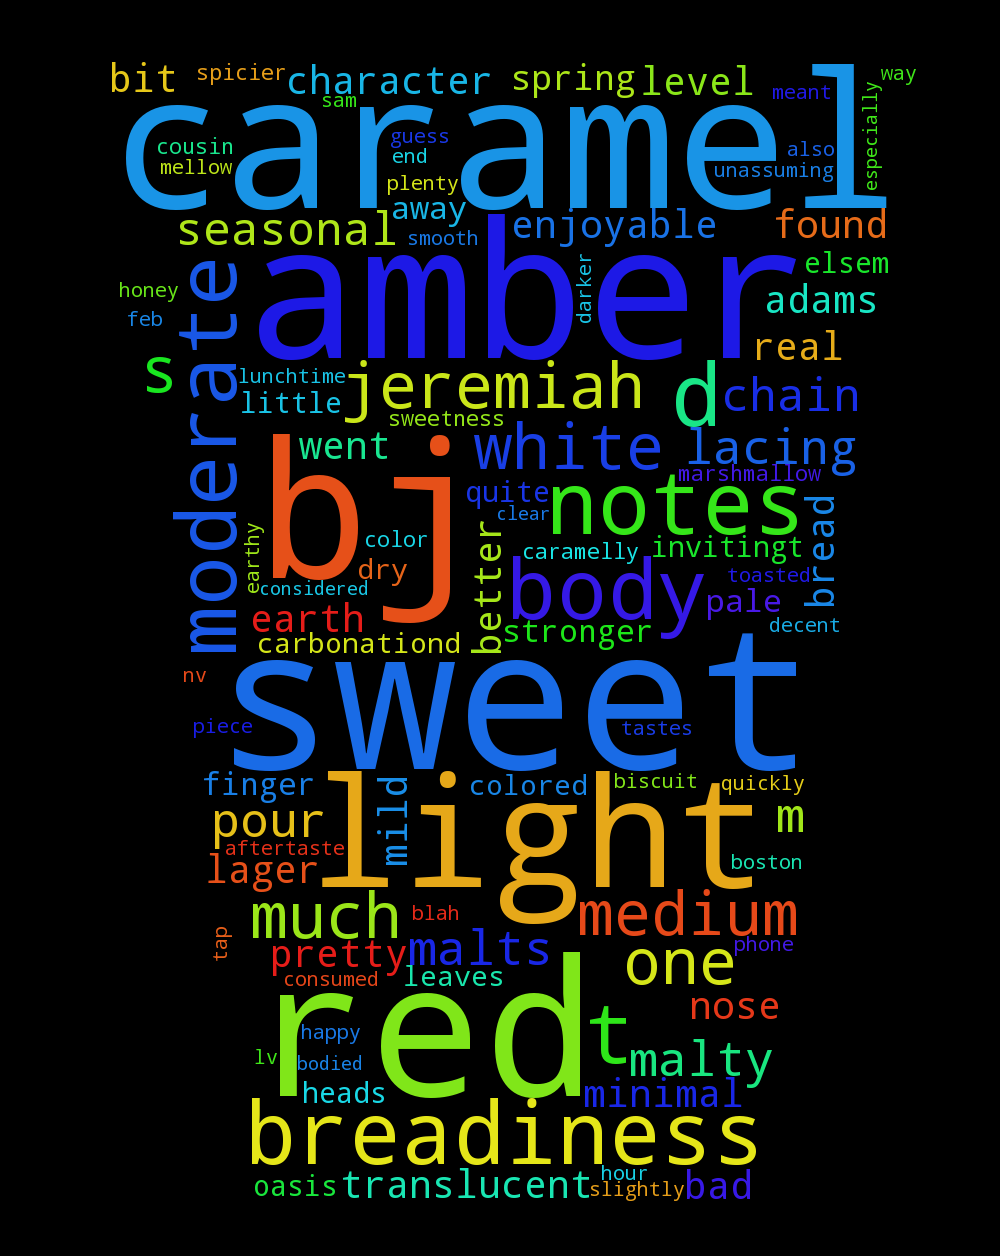 bit spicier character spring level meant way
sam
caramel
especially
cousin guess also
mellow end unassuming
plenty
seasonal away smooth enjoyable found
amber
darker
elsem
honey
feb
moderate
adams
real
s
lunchtime
little
jeremiah
d
chain
sweetness
went
white
lacing
bj
marshmallow
quite
clear
notes
bread
earthy
color
better
caramelly
invitingt
dry
considered
body
toasted
pale
earth
stronger
decent
carbonationd
sweet
nv
piece
tastes
finger
mild
colored
biscuit
quickly
light
pour
m
aftertaste
lager
boston
much
blah
medium
tap
pretty
malts
phone
consumed
leaves
one
red
nose
happy
t
lv
bodied
malty
heads
minimal
breadiness
oasis
translucent
hour
slightly
bad